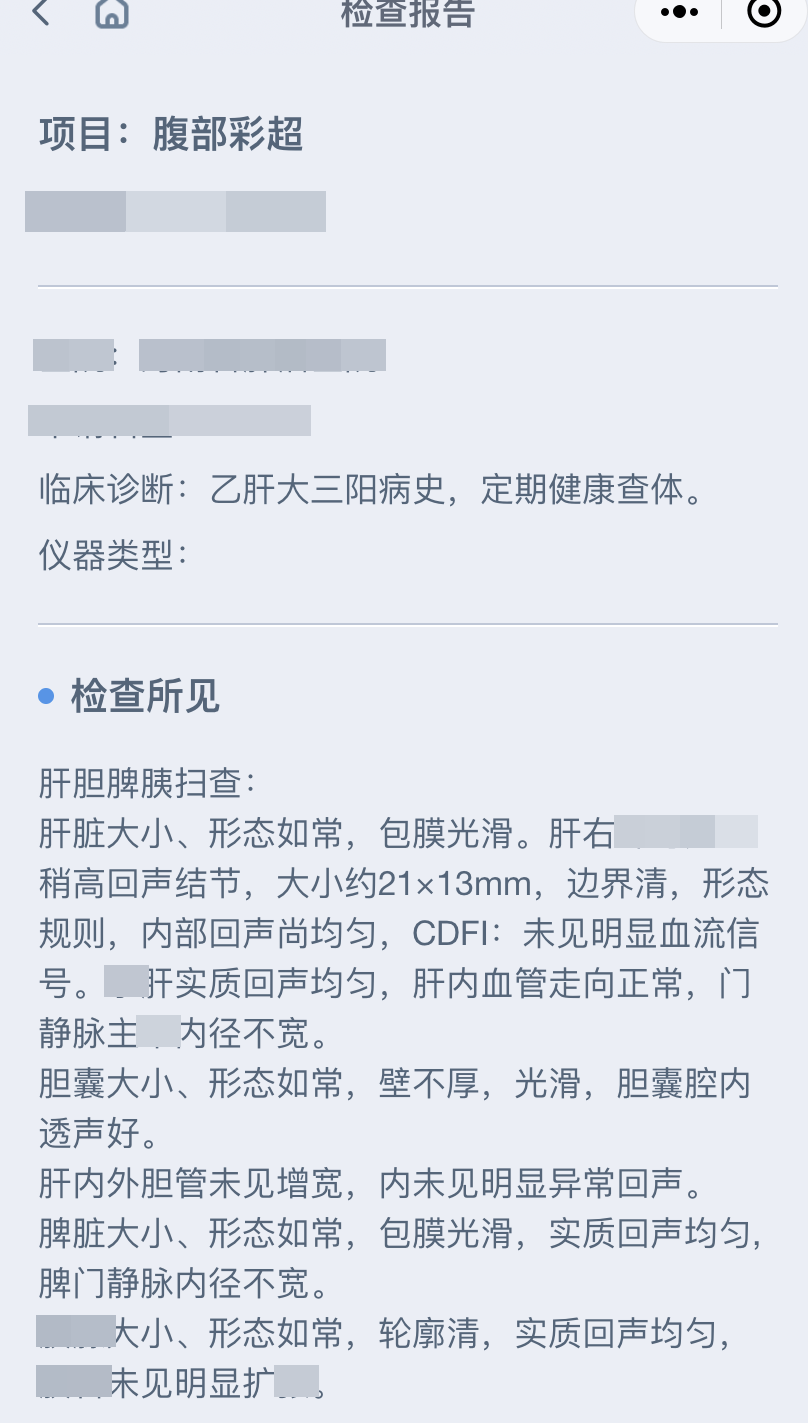 检查报告
项目：腹部彩超
：
临床诊断：乙肝大三阳病史，定期健康查体。
仪器类型：
检查所见
肝胆脾胰扫查：
肝脏大小、形态如常，包膜光滑。肝右
稍高回声结节，大小约21×13mm，边界清，形态
规则，内部回声尚均匀，CDFI：未见明显血流信
号。肝实质回声均匀，肝内血管走向正常，门
静脉主内径不宽。
胆囊大小、形态如常，壁不厚，光滑，胆囊腔内
透声好。
肝内外胆管未见增宽，内未见明显异常回声。
脾脏大小、形态如常，包膜光滑，实质回声均匀，
脾门静脉内径不宽。
大小、形态如常，轮廓清，实质回声均匀，
未见明显扩。